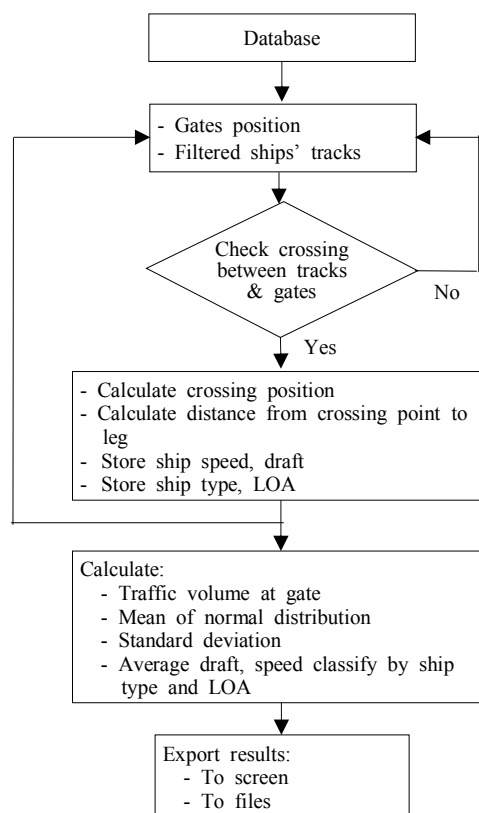 Database
- Gates position
- Filtered ships' tracks
Check crossing
between tracks
& gates
No
Yes
- Calculate crossing position
- Calculate distance from crossing point to
leg
- Store ship speed, draft
- Store ship type, LOA
Calculate:
- Traffic volume at gate
- Mean of normal distribution
- Standard deviation
- Average draft, speed classify by ship
type and LOA
Export results:
- To screen
- To files